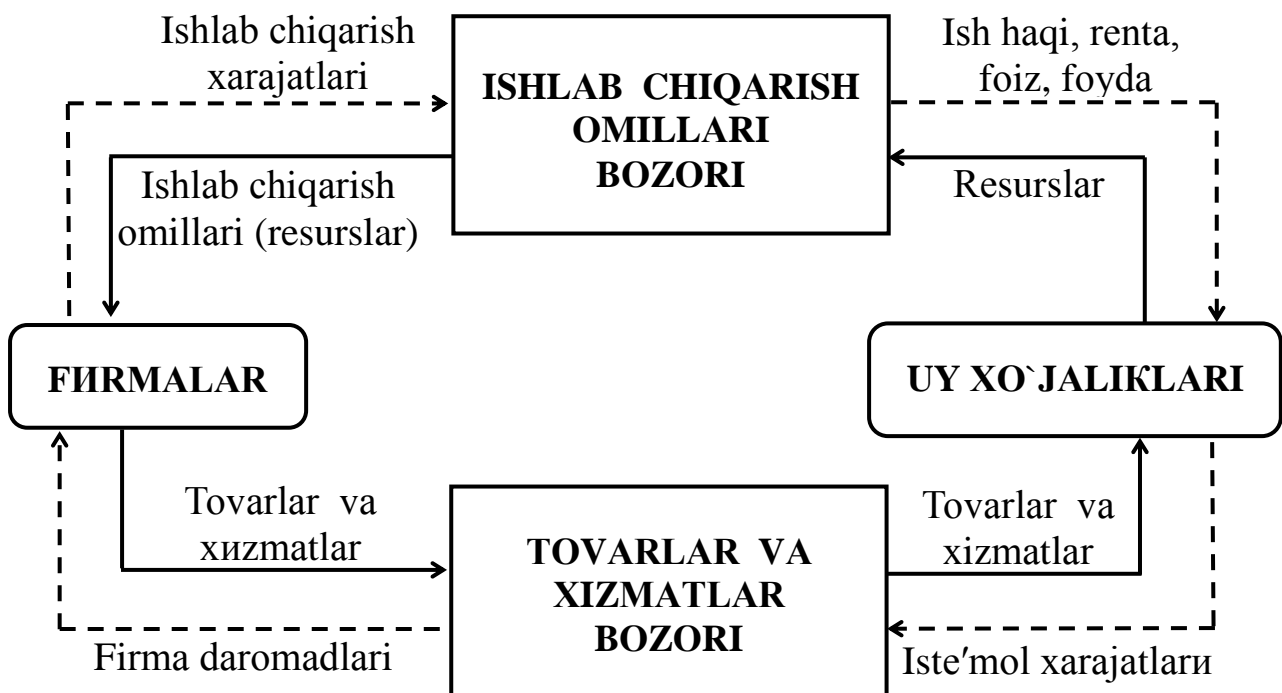 Ishlab chiqarish
xarajatlari
ISHLAB CHIQARISH
OMILLARI
BOZORI
Ish haqi, renta,
foiz, foyda
Ishlab chiqarish
omillari (resurslar)
Resurslar
FИRMALAR
UY XO`JALIКLARI
Tovarlar va
xиzmatlar
TOVARLAR VA
XIZMATLAR
BOZORI
Tovarlar va
xizmatlar
Firma daromadlari
Iste′mol xarajatlarи